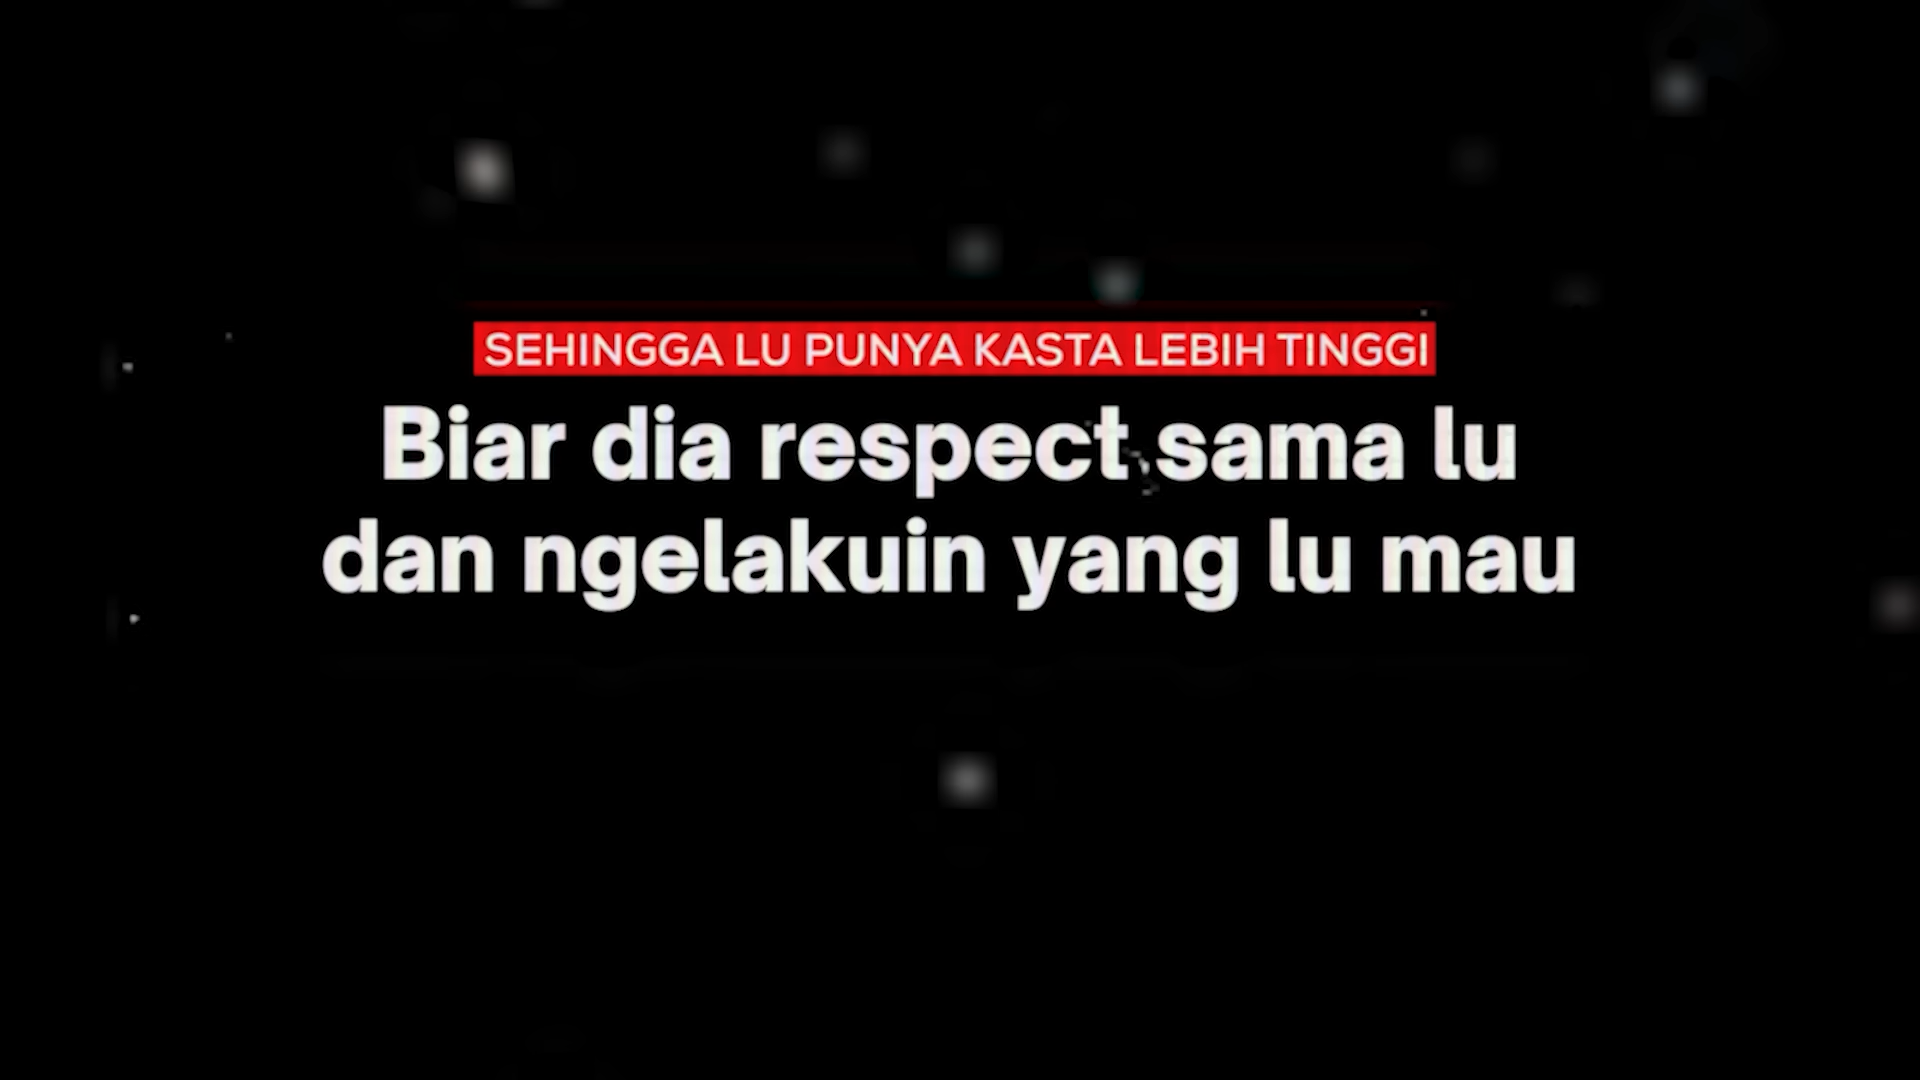 SEHINGGA LU PUNYA KASTA LEBIH TINGGI
Biar dia respect sama lu
dan ngelakuin yang lu mau